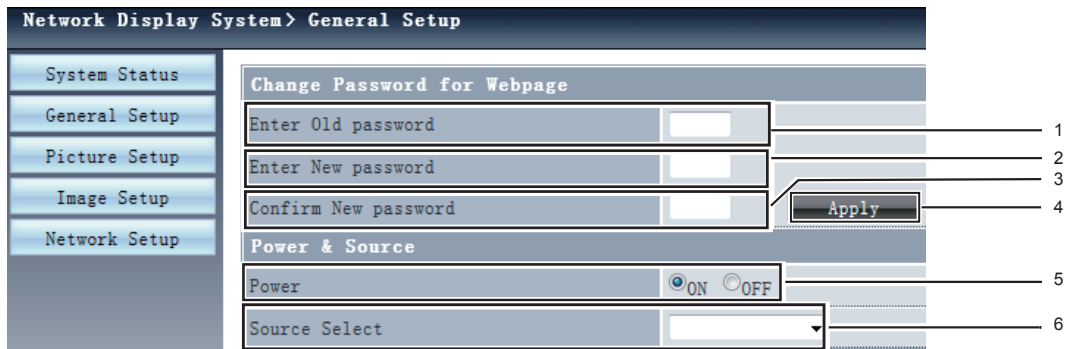 Network Display System> General Setup
System Status
General Setup
Picture Setup
Image Setup
Network Setup
Change Password for Webpage
Enter Old password
1
Enter New password
2
3
Confirm New password
Apply
4
Power & Source
Power
ON OFF
5
Source Select
6